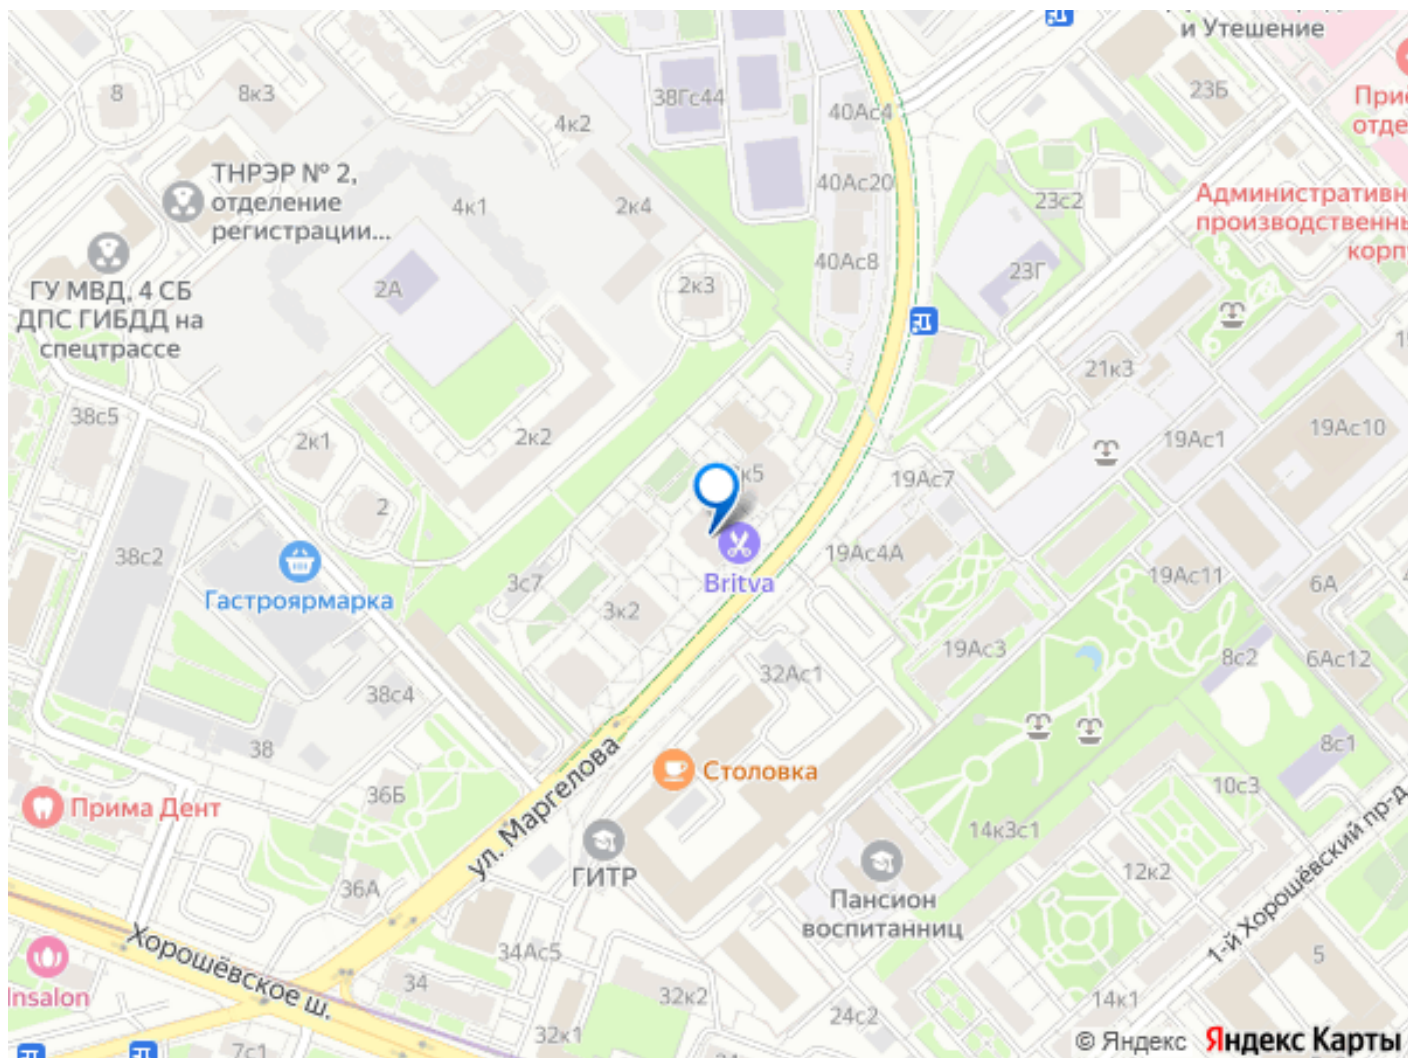 и Утешение
8
8к3
4к2
38Гс44
40Ас4
23Б
ТНРЭР № 2,
отделение
регистрации...
4к1
2к4
40Ас20
23с2
Административн
производственны
корп
ГУ МВД, 4 СБ
ДПС ГИБДД на
спецтрассе
2А
2к3
40Ас8
23Г
21к3
38с5
2к1
2к2
19Ас1
19Ас10
2
к5
19Ас7
38с2
Britva
19Ас4А
19Ас11
6А
Гастроярмарка
3с7
3к2
19Ас3
8с2
6Ас12
38с4
32Ас1
38
8с1
Столовка
10с3
Прима Дент
36Б
ул. Маргелова
14к3с1
ГИТР
12к2
36А
Пансион
воспитанниц
1-й Хорошёвский пр-д
Хорошёвское ш.
34Ас5
5
Insalon
34
32к2
14к1
24с2
32к1
7с1
© Яндекс Яндекс Карты